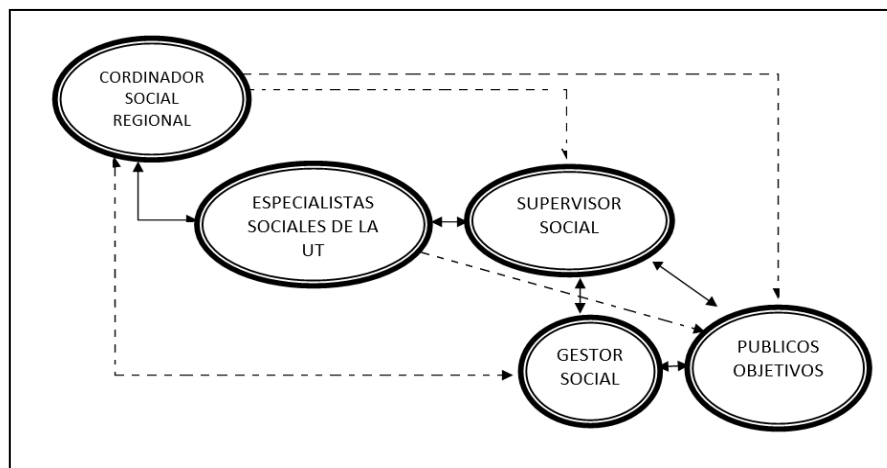 CORDINADOR
SOCIAL
REGIONAL
ESPECIALISTAS
SOCIALES DE LA
UT
SUPERVISOR
SOCIAL
GESTOR
SOCIAL
PUBLICOS
OBJETIVOS